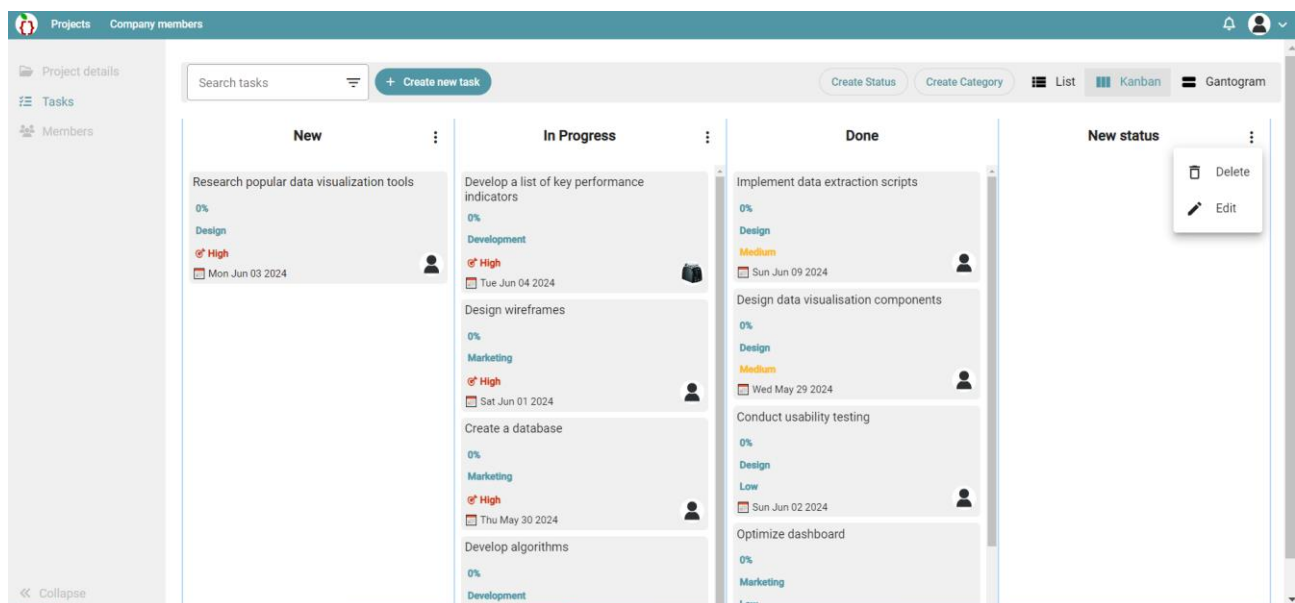 Projects Company members
Project details
Tasks
Members
Collapse
Search tasks
+ Create new task
Create Status
Create Category
List
Kanban
Gantogram
New
Research popular data visualization tools
0%
Design
High
Mon Jun 03 2024
In Progress
Develop a list of key performance
indicators
0%
Development
High
Tue Jun 04 2024
Design wireframes
0%
Marketing
High
Sat Jun 01 2024
Create a database
0%
Marketing
High
Thu May 30 2024
Develop algorithms
0%
Development
Done
Implement data extraction scripts
0%
Design
Medium
Sun Jun 09 2024
Design data visualisation components
0%
Design
Medium
Wed May 29 2024
Conduct usability testing
0%
Design
Low
Sun Jun 02 2024
Optimize dashboard
0%
Marketing
New status
Delete
Edit